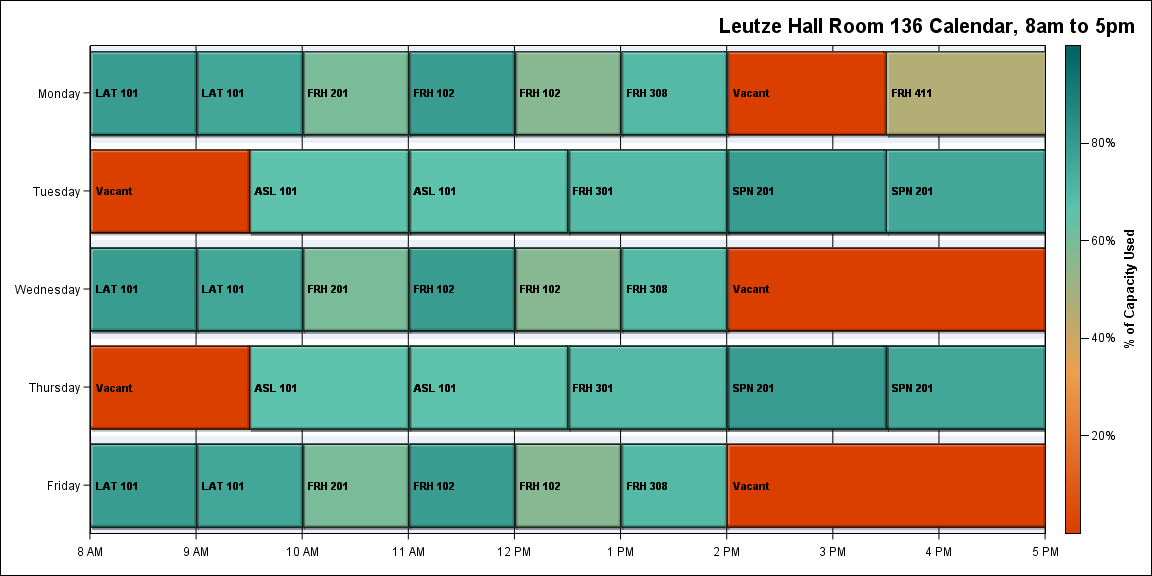 Leutze Hall Room 136 Calendar, 8am to 5pm
Monday
LAT 101
LAT 101
FRH 201
FRH 102
FRH 102
FRH 308
Vacant
FRH 411
Tuesday
Vacant
ASL 101
ASL 101
FRH 301
SPN 201
SPN 201
Wednesday
LAT 101
LAT 101
FRH 201
FRH 102
FRH 102
FRH 308
Vacant
Thursday
Vacant
ASL 101
ASL 101
FRH 301
SPN 201
SPN 201
Friday
LAT 101
LAT 101
FRH 201
FRH 102
FRH 102
FRH 308
Vacant
8 AM
9 AM
10 AM
11 AM
12 PM
1 PM
2 PM
3 PM
4 PM
5 PM
80%
60%
40%
20%
% of Capacity Used